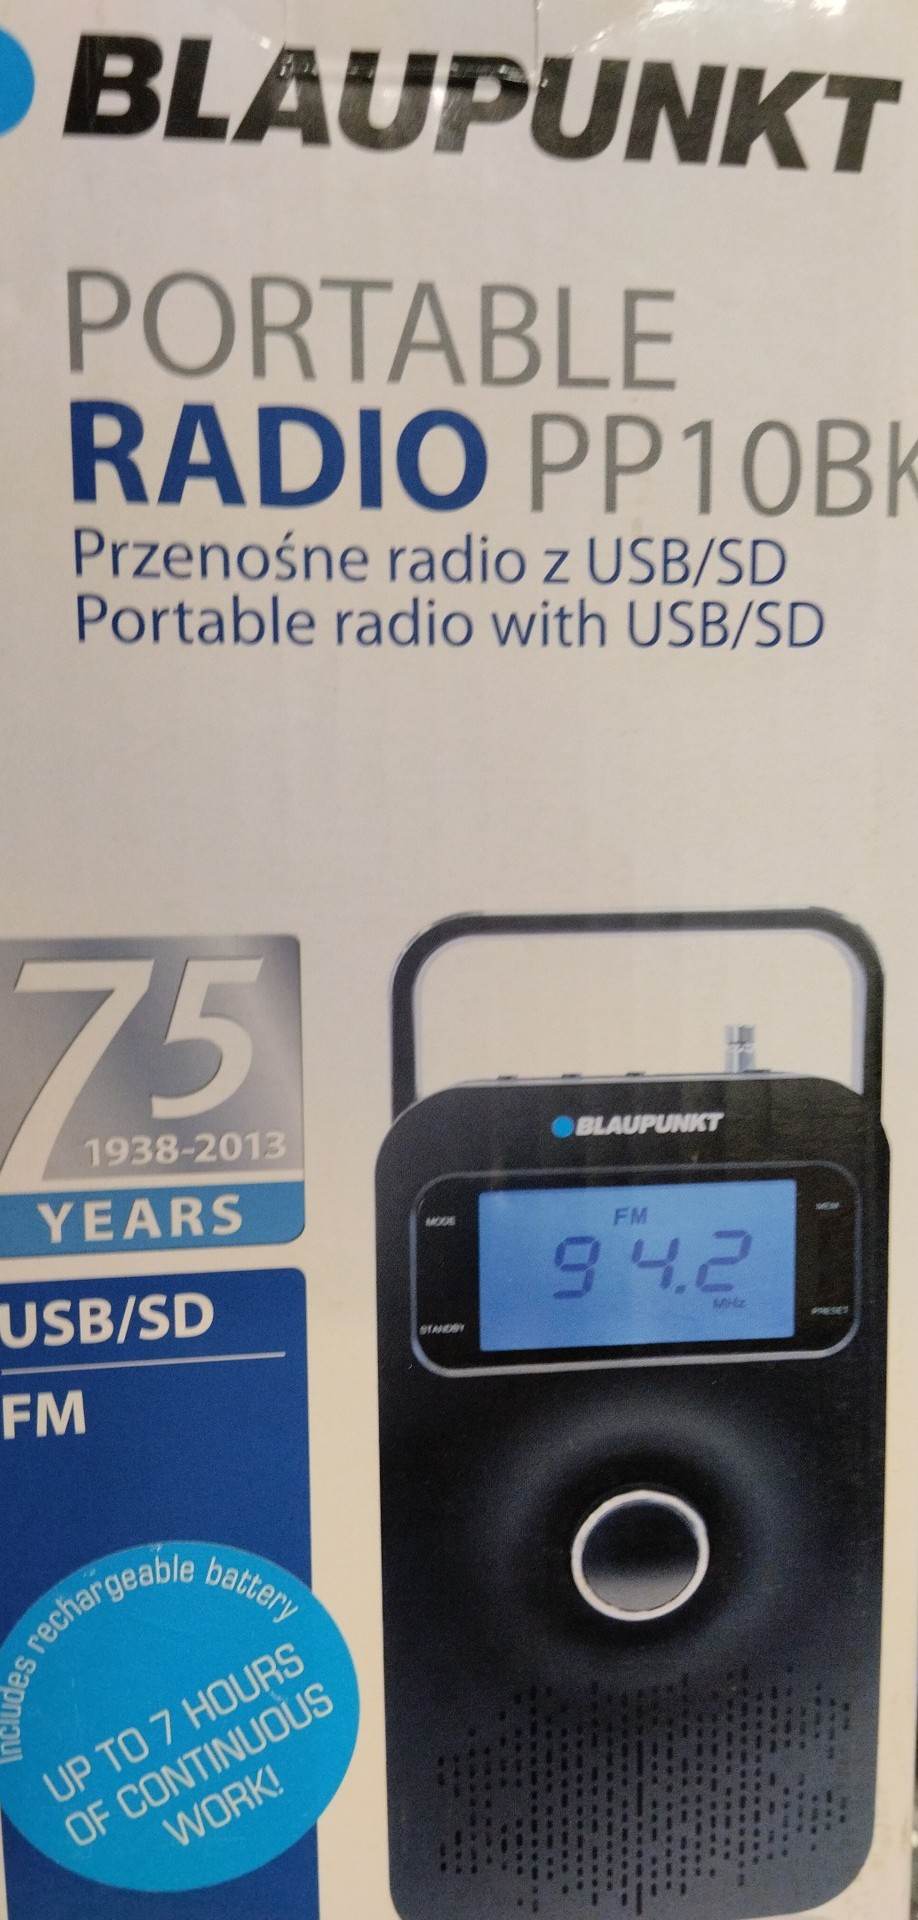 BLAUPUNKT
PORTABLE
RADIO PP10BK
Przenośne radio z USB/SD
Portable radio with USB/SD
75
1938-2013
YEARS
USB/SD
FM
Includes rechargeable battery
UP TO 7 HOURS
OF CONTINUOUS
WORK!
BLAUPUNKT
MODE
MEM
FM
94.2
MHz
STANDBY
PRESET